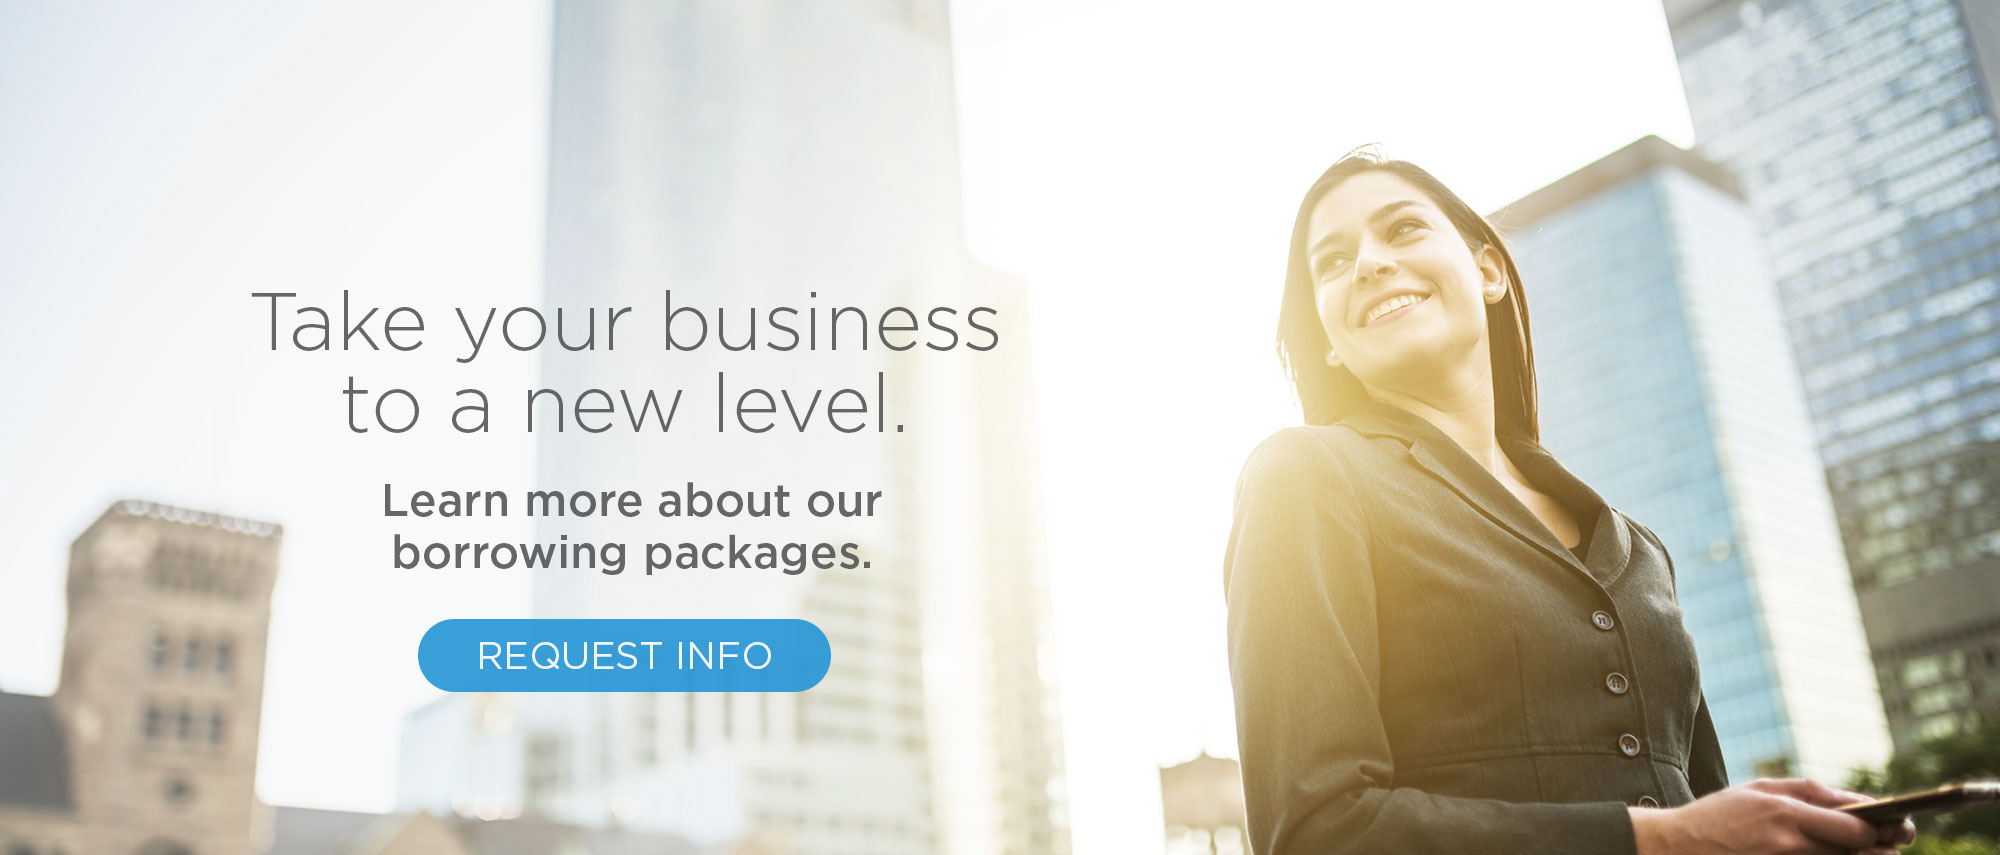 Take your business
to a new level.
Learn more about our
borrowing packages.
REQUEST INFO